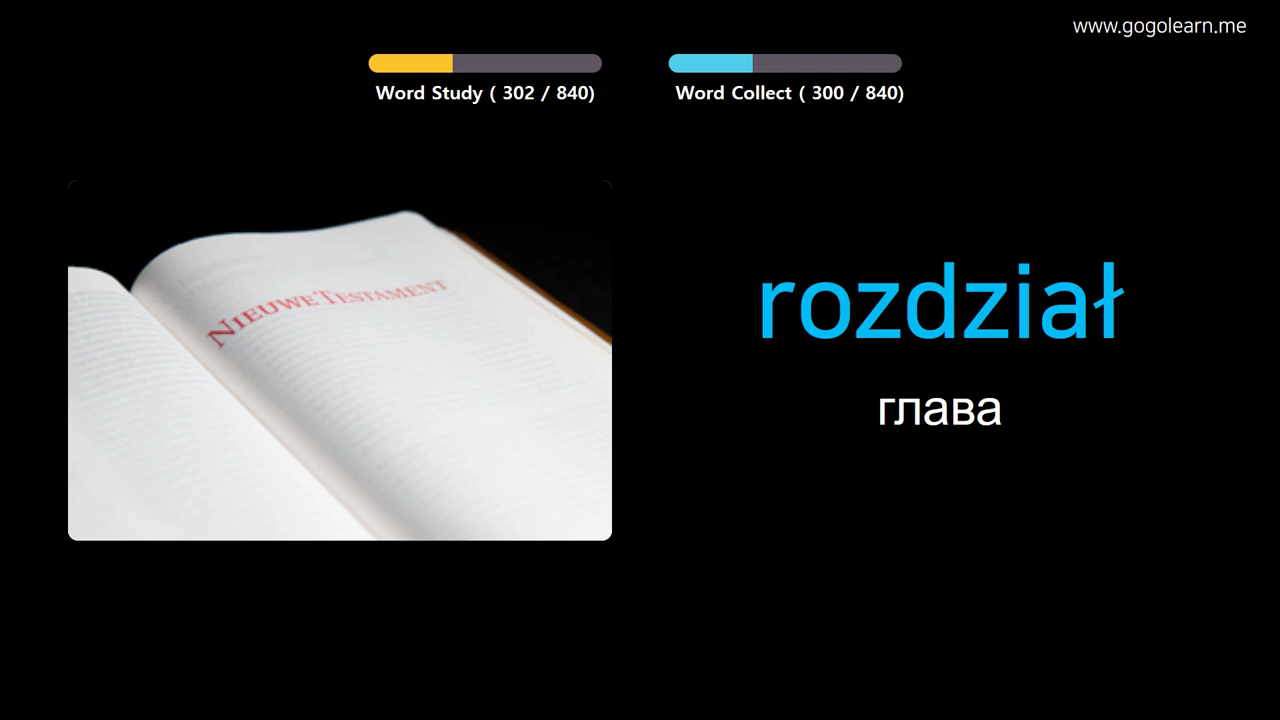 www.gogolearn.me
Word Study ( 302 / 840)
Word Collect ( 300 / 840)
NIEUWE TESTAMENT
rozdział
глава